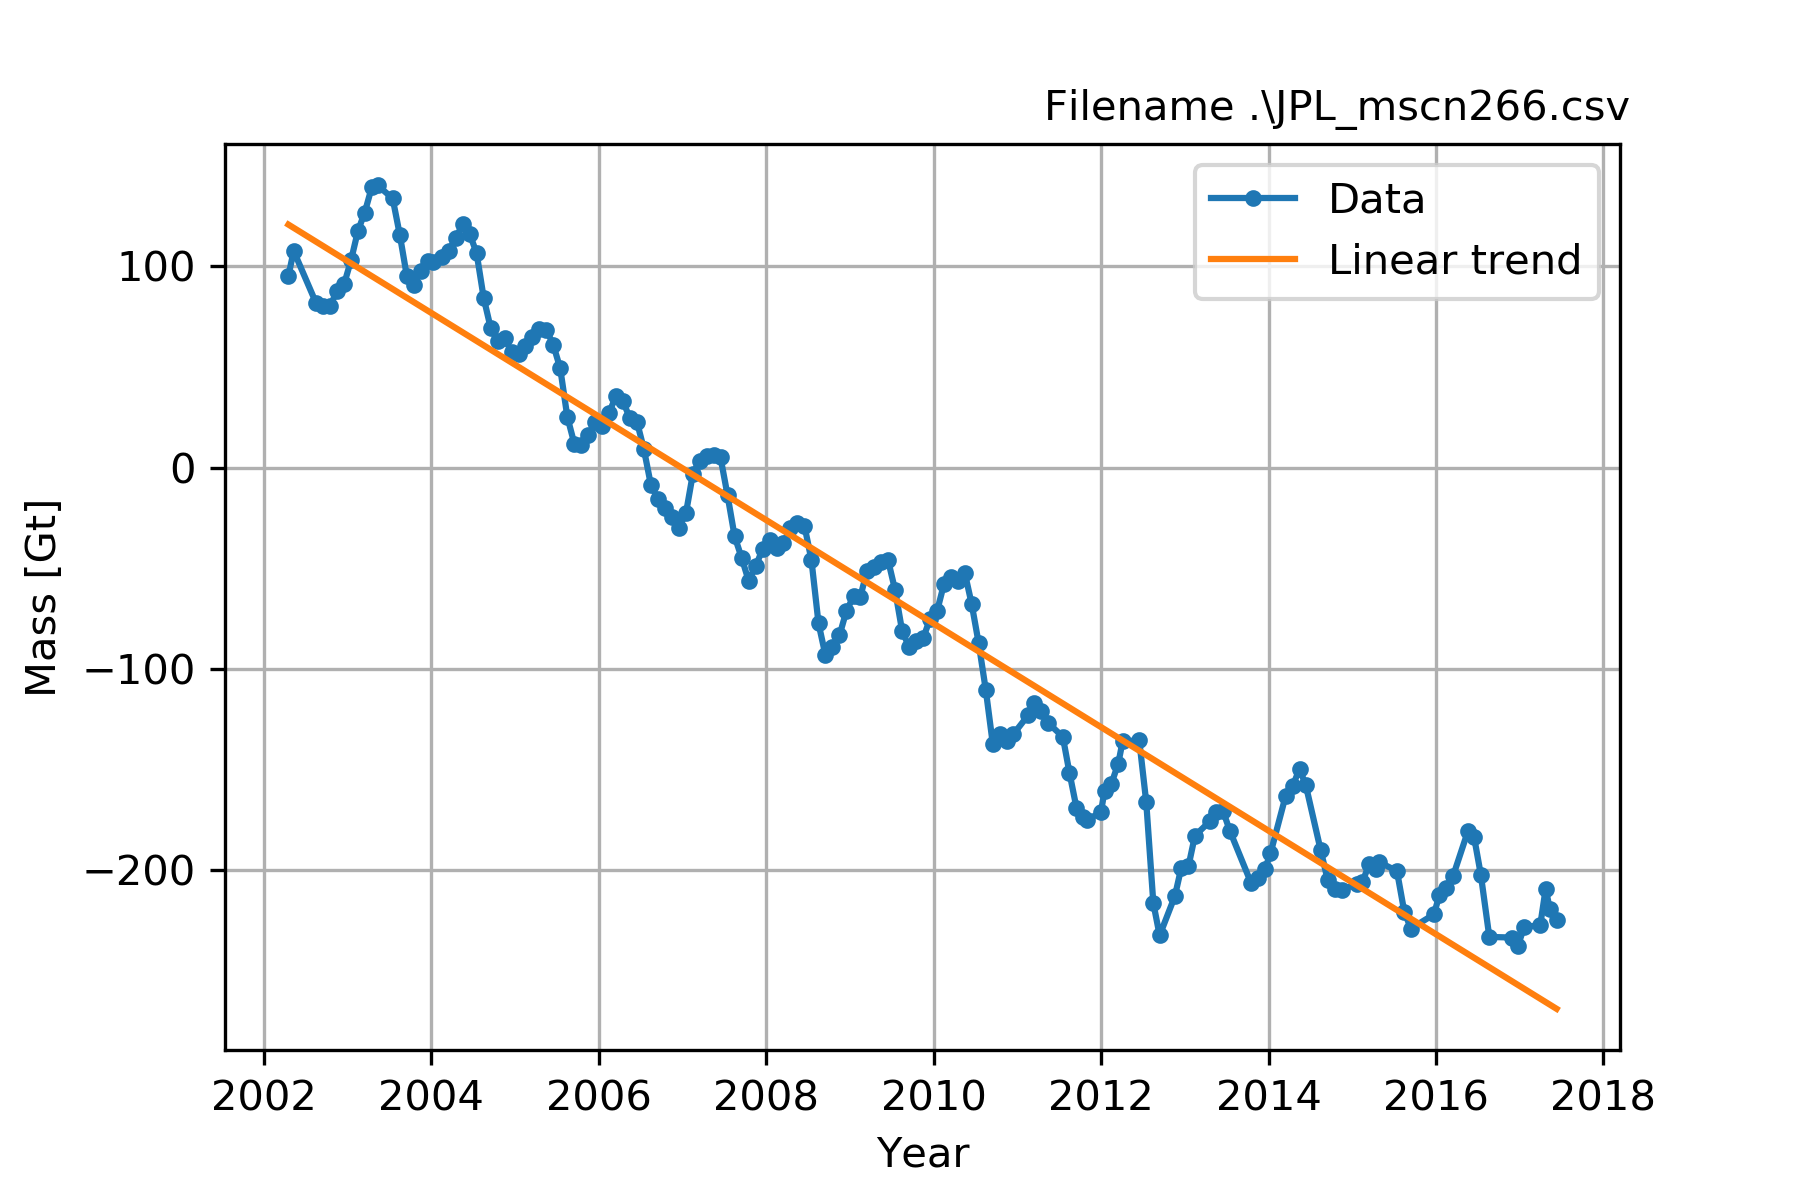 Filename .\JPL_mscn266.csv
Data
Linear trend
100
0
−100
−200
Mass [Gt]
2002 2004 2006 2008 2010 2012 2014 2016 2018
Year